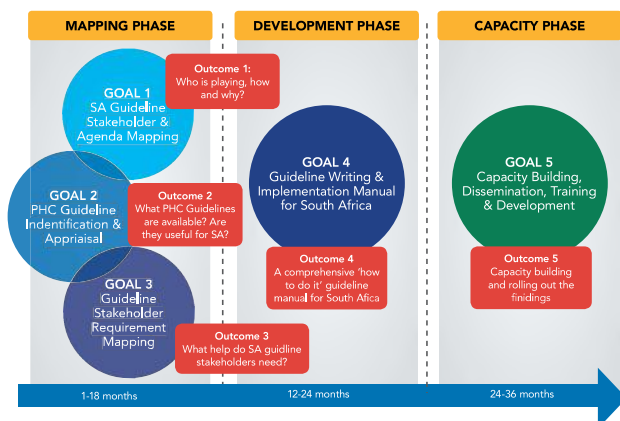 MAPPING PHASE
DEVELOPMENT PHASE
CAPACITY PHASE
GOAL 1
SA Guideline
Stakeholder &
Agenda Mapping
Outcome 1:
Who is playing, how
and why?
GOAL 2
PHC Guideline
Indentification &
Appraisal
Outcome 2
What PHC Guidelines
are available? Are
they useful for SA?
GOAL 3
Guideline
Stakeholder
Requirement
Mapping
Outcome 3
What help do SA guidline
stakeholders need?
GOAL 4
Guideline Writing &
Implementation Manual
for South Africa
Outcome 4
A comprehensive 'how
to do it' guideline
manual for South Afica
GOAL 5
Capacity Building,
Dissemination, Training
& Development
Outcome 5
Capacity building
and rolling out the
finidings
1-18 months
12-24 months
24-36 months